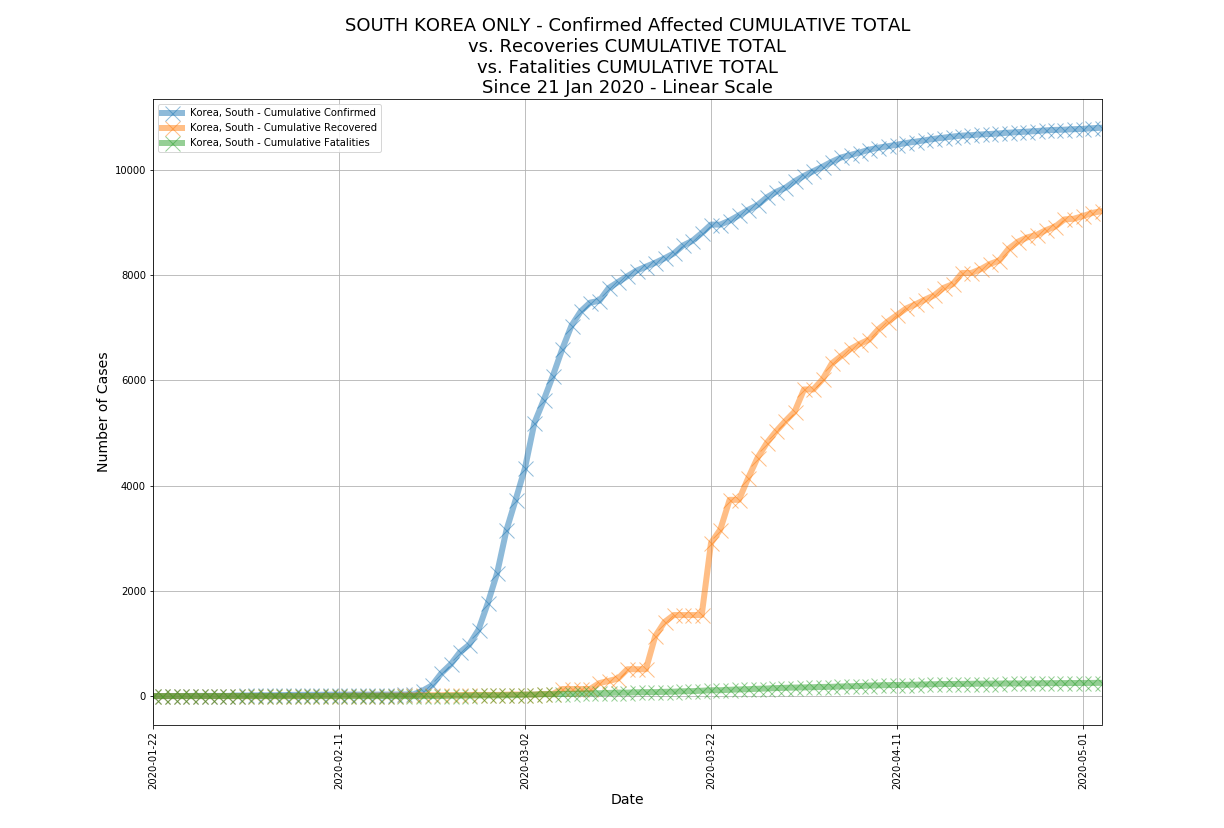 SOUTH KOREA ONLY - Confirmed Affected CUMULATIVE TOTAL
vs. Recoveries CUMULATIVE TOTAL
vs. Fatalities CUMULATIVE TOTAL
Since 21 Jan 2020 - Linear Scale
Korea, South - Cumulative Confirmed
Korea, South - Cumulative Recovered
Korea, South - Cumulative Fatalities
Number of Cases
10000
8000
6000
4000
2000
0
2020-01-22
2020-02-11
2020-03-02
2020-03-22
2020-04-11
2020-05-01
Date